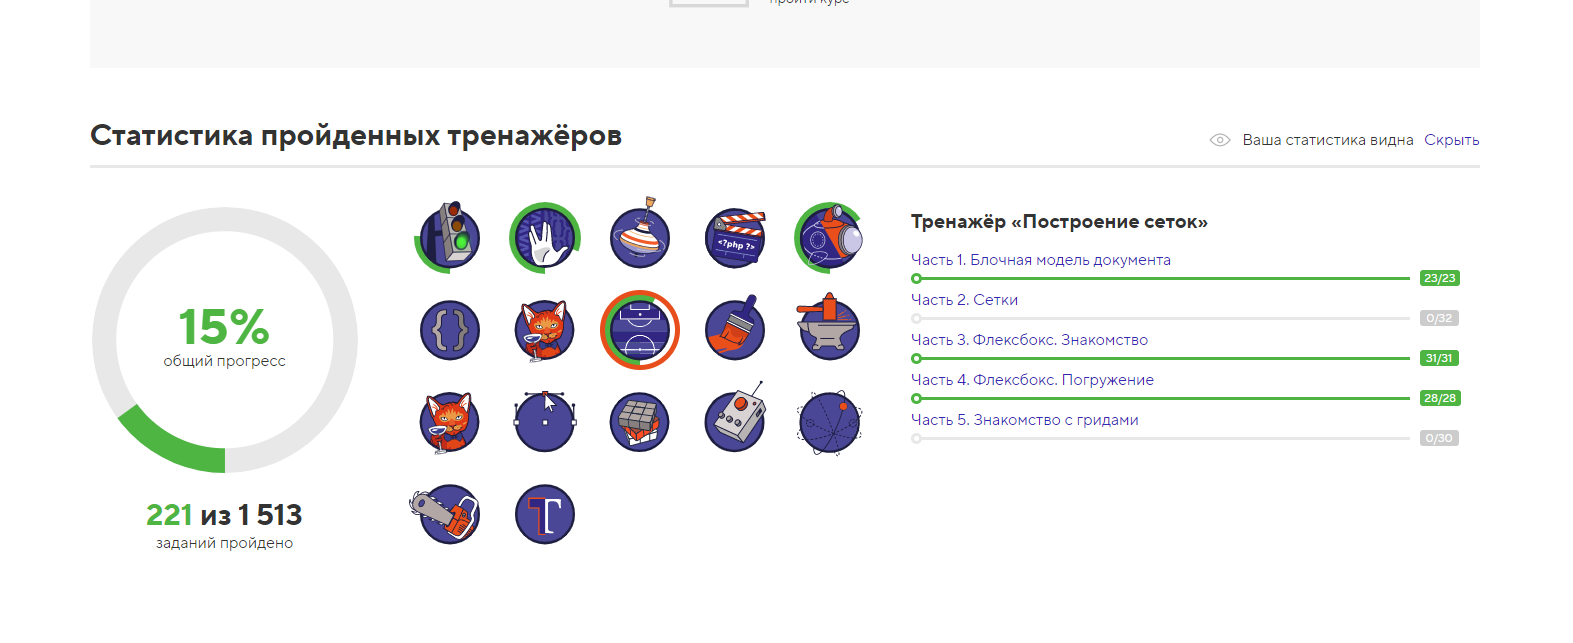 пройти курс
Статистика пройденных тренажёров
Ваша статистика видна Скрыть
15%
общий прогресс
221 из 1 513
заданий пройдено
<?php ?>
Тренажёр «Построение сеток»
Часть 1. Блочная модель документа
23/23
Часть 2. Сетки
0/32
Часть 3. Флексбокс. Знакомство
31/31
Часть 4. Флексбокс. Погружение
28/28
Часть 5. Знакомство с гридами
0/30